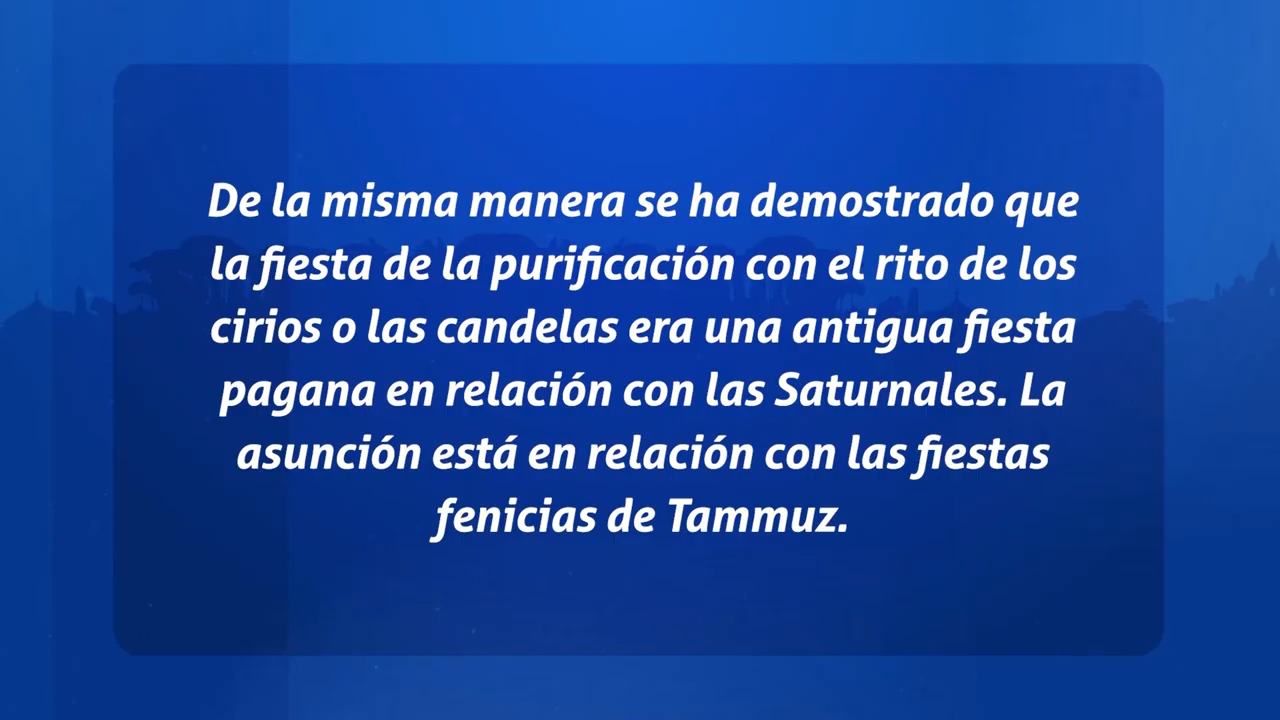 De la misma manera se ha demostrado que
la fiesta de la purificación con el rito de los
cirios o las candelas era una antigua fiesta
pagana en relación con las Saturnales. La
asunción está en relación con las fiestas
fenicias de Tammuz.